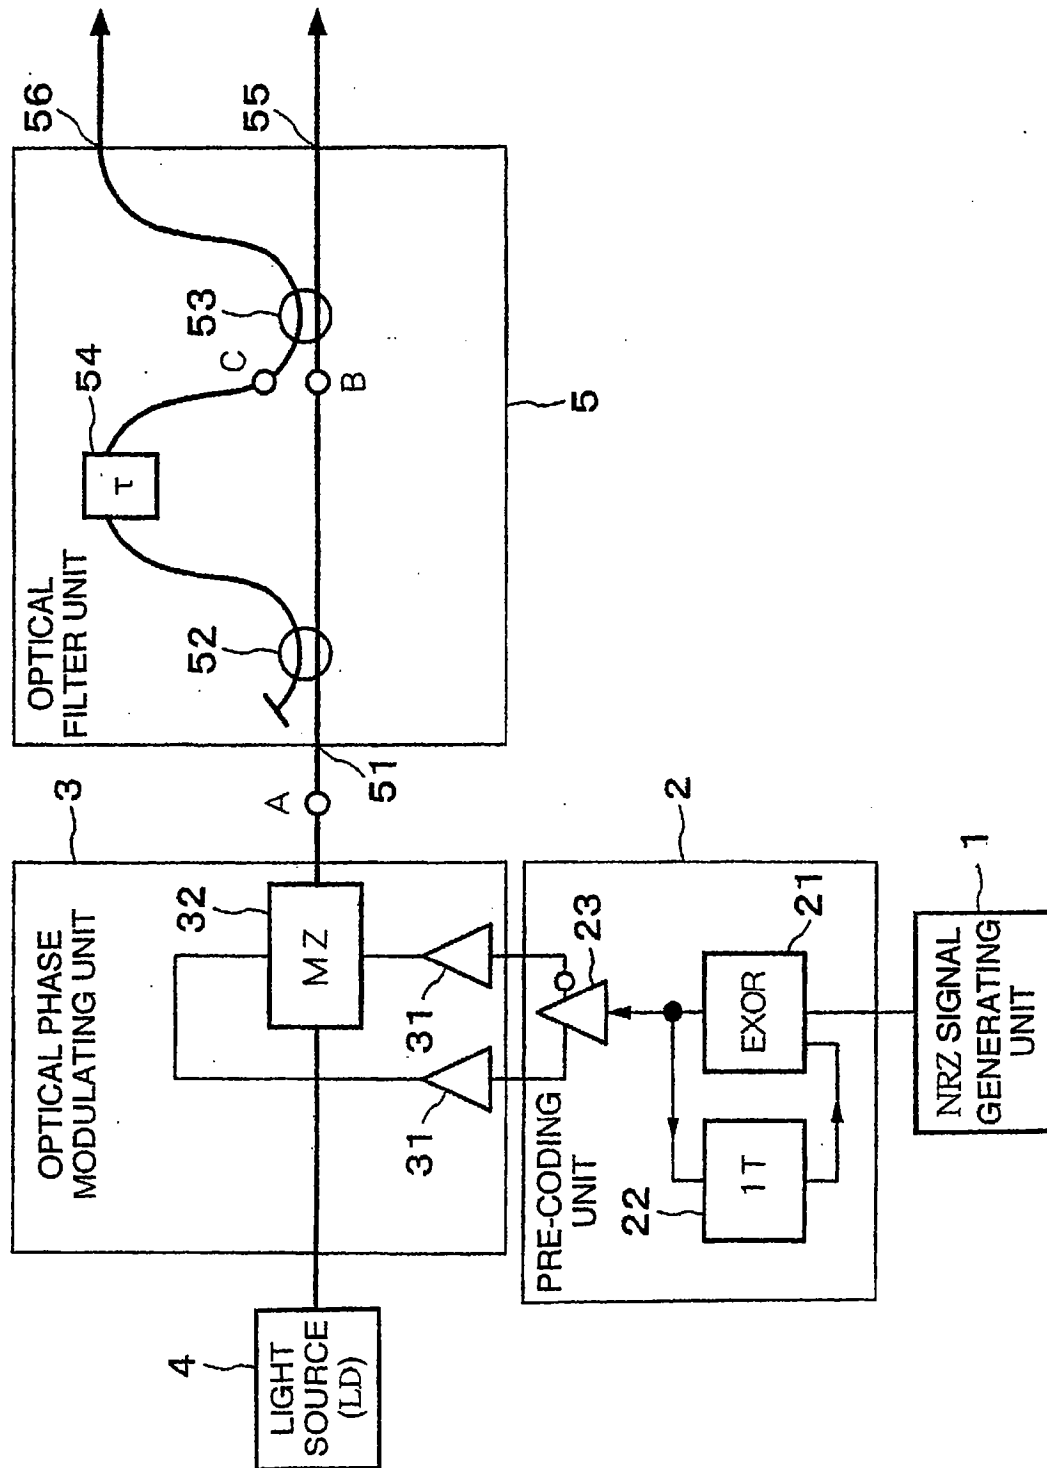 OPTICAL
FILTER UNIT
54
τ
52
53
C
B
A
51
55
56
5
OPTICAL PHASE
MODULATING UNIT
3
32
MZ
31
31
4
LIGHT
SOURCE
(LD)
PRE-CODING
UNIT
2
23
21
EXOR
22
1T
1
NRZ SIGNAL
GENERATING
UNIT